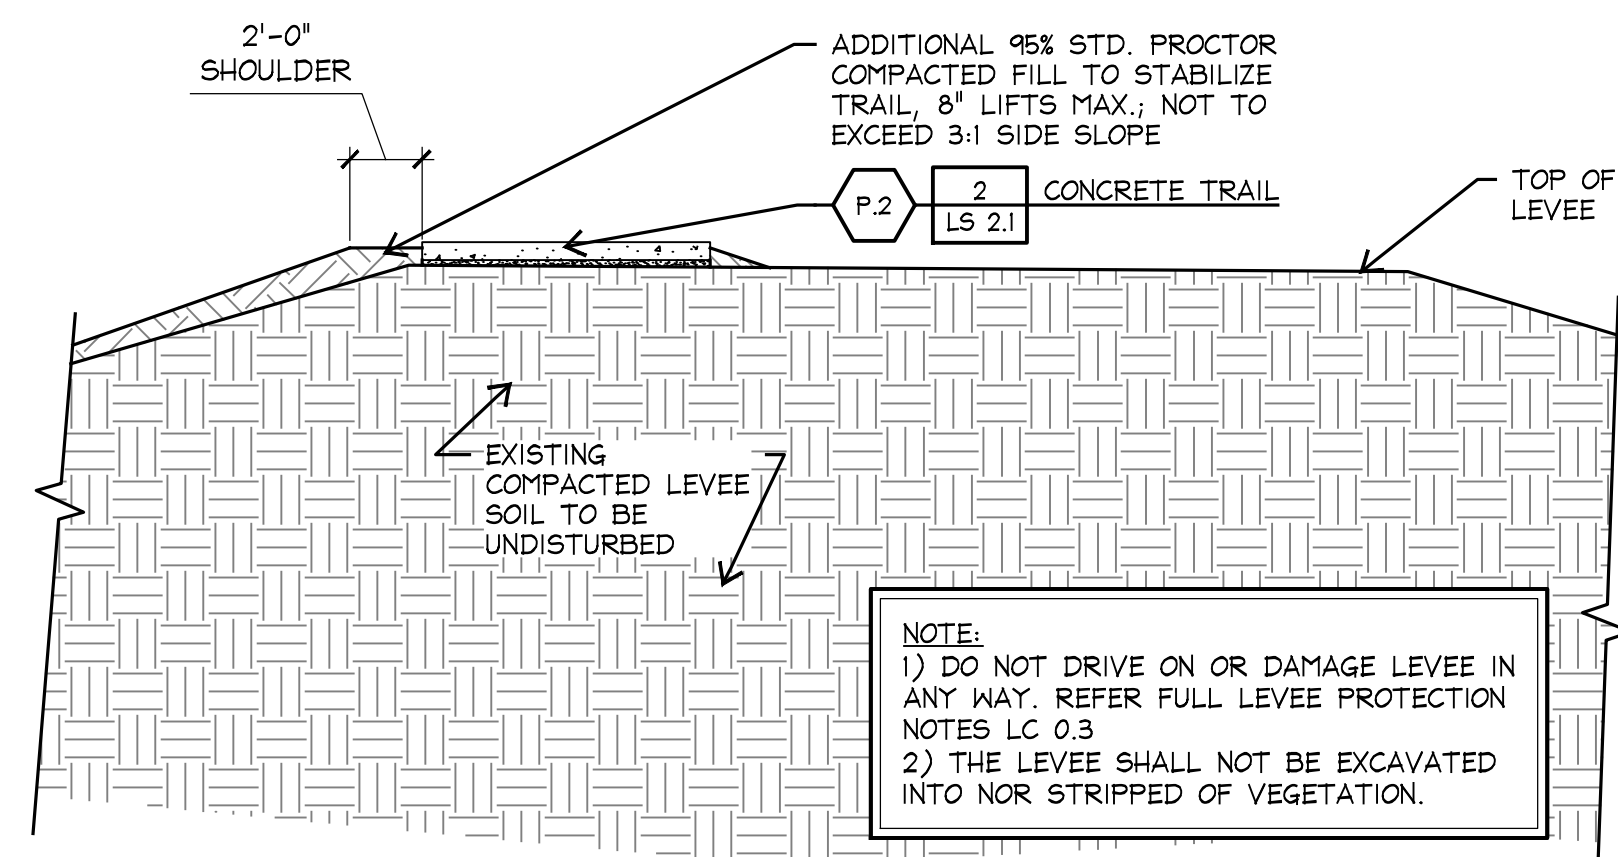 2'-0"
SHOULDER
ADDITIONAL 95% STD. PROCTOR
COMPACTED FILL TO STABILIZE
TRAIL, 8" LIFTS MAX.; NOT TO
EXCEED 3:1 SIDE SLOPE
P.2
2
LS 2.1
CONCRETE TRAIL
TOP OF
LEVEE
EXISTING
COMPACTED LEVEE
SOIL TO BE
UNDISTURBED
NOTE:
1) DO NOT DRIVE ON OR DAMAGE LEVEE IN
ANY WAY. REFER FULL LEVEE PROTECTION
NOTES LC 0.3
2) THE LEVEE SHALL NOT BE EXCAVATED
INTO NOR STRIPPED OF VEGETATION.